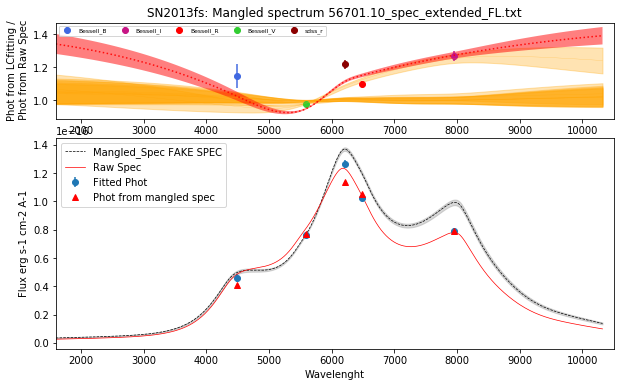 SN2013fs: Mangled spectrum 56701.10_spec_extended_FL.txt
Phot from LCfitting /
Phot from Raw Spec
Bessell_B Bessell_I Bessell_R Bessell_V sdss_r
1.4
1.2
1.0
2000 3000 4000 5000 6000 7000 8000 9000 10000
Flux erg s-1 cm-2 A-1
1.4
1.2
1.0
0.8
0.6
0.4
0.2
0.0
Mangled_Spec FAKE SPEC
Raw Spec
Fitted Phot
Phot from mangled spec
2000 3000 4000 5000 6000 7000 8000 9000 10000
Wavelenght